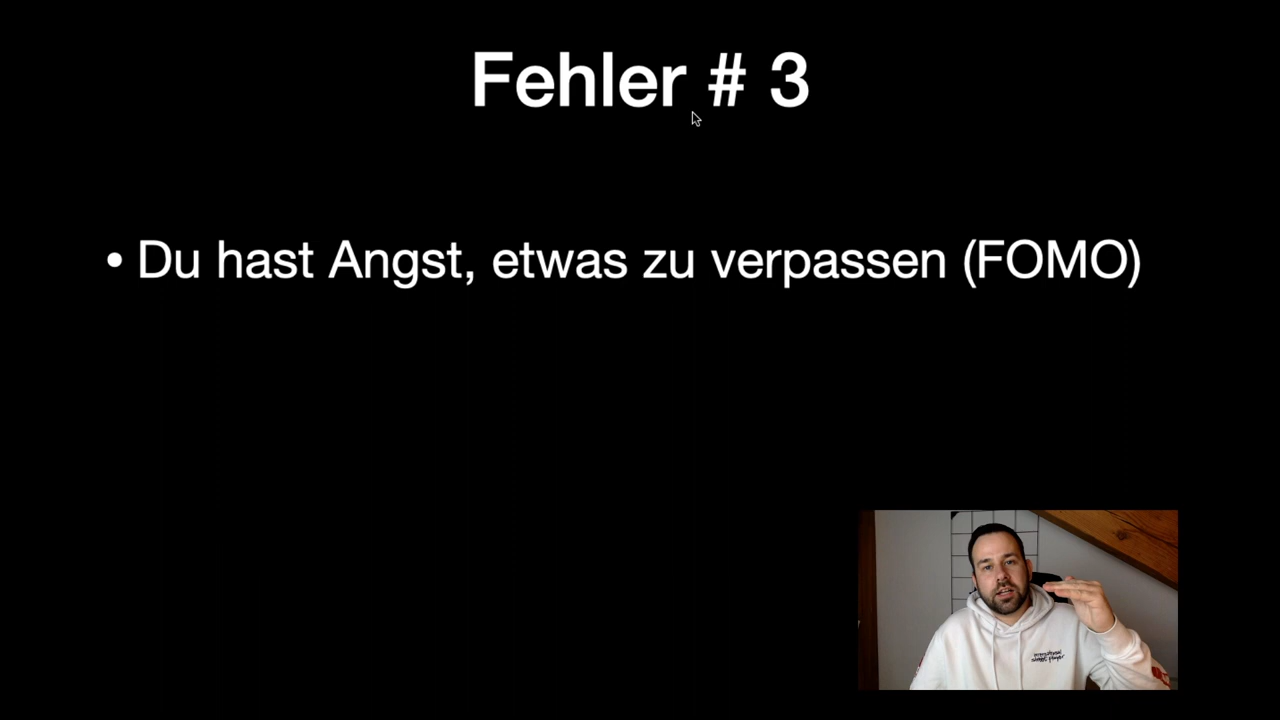 Fehler # 3
• Du hast Angst, etwas zu verpassen (FOMO)